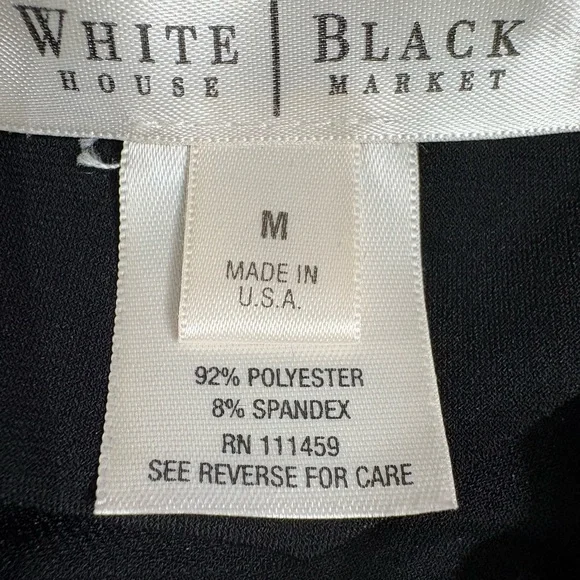 WHITE | BLACK
HOUSE MARKET
M
MADE IN
U.S.A.
92% POLYESTER
8% SPANDEX
RN 111459
SEE REVERSE FOR CARE